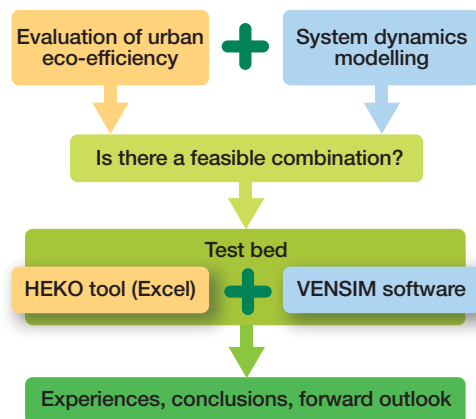 Evaluation of urban
eco-efficiency
System dynamics
modelling
Is there a feasible combination?
Test bed
HEKO tool (Excel)
VENSIM software
Experiences, conclusions, forward outlook